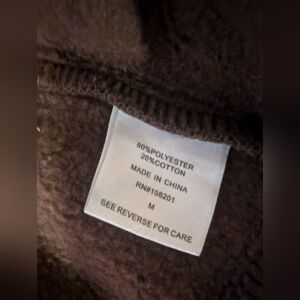 80%POLYESTER
20%COTTON
MADE IN CHINA
RN#158201
M
SEE REVERSE FOR CARE